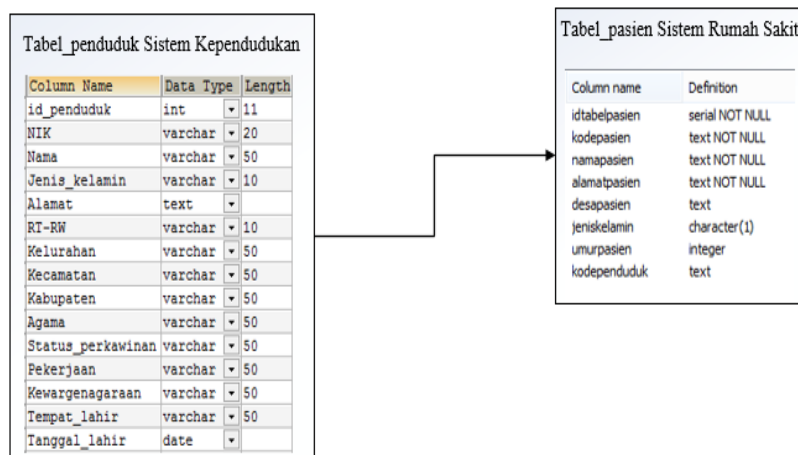 Tabel_penduduk Sistem Kependudukan
Column Name Data Type Length
id_penduduk int 11
NIK varchar 20
Nama varchar 50
Jenis_kelamin varchar 10
Alamat text
RT-RW varchar 10
Kelurahan varchar 50
Kecamatan varchar 50
Kabupaten varchar 50
Agama varchar 50
Status_perkawinan varchar 50
Pekerjaan varchar 50
Kewargenagaraan varchar 50
Tempat_lahir varchar 50
Tanggal_lahir date
Tabel_pasien Sistem Rumah Sakit
Column name Definition
idtabelpasien serial NOT NULL
kodepasien text NOT NULL
namapasien text NOT NULL
alamatpasien text NOT NULL
desapasien text
jeniskelamin character(1)
umurpasien integer
kodependuduk text